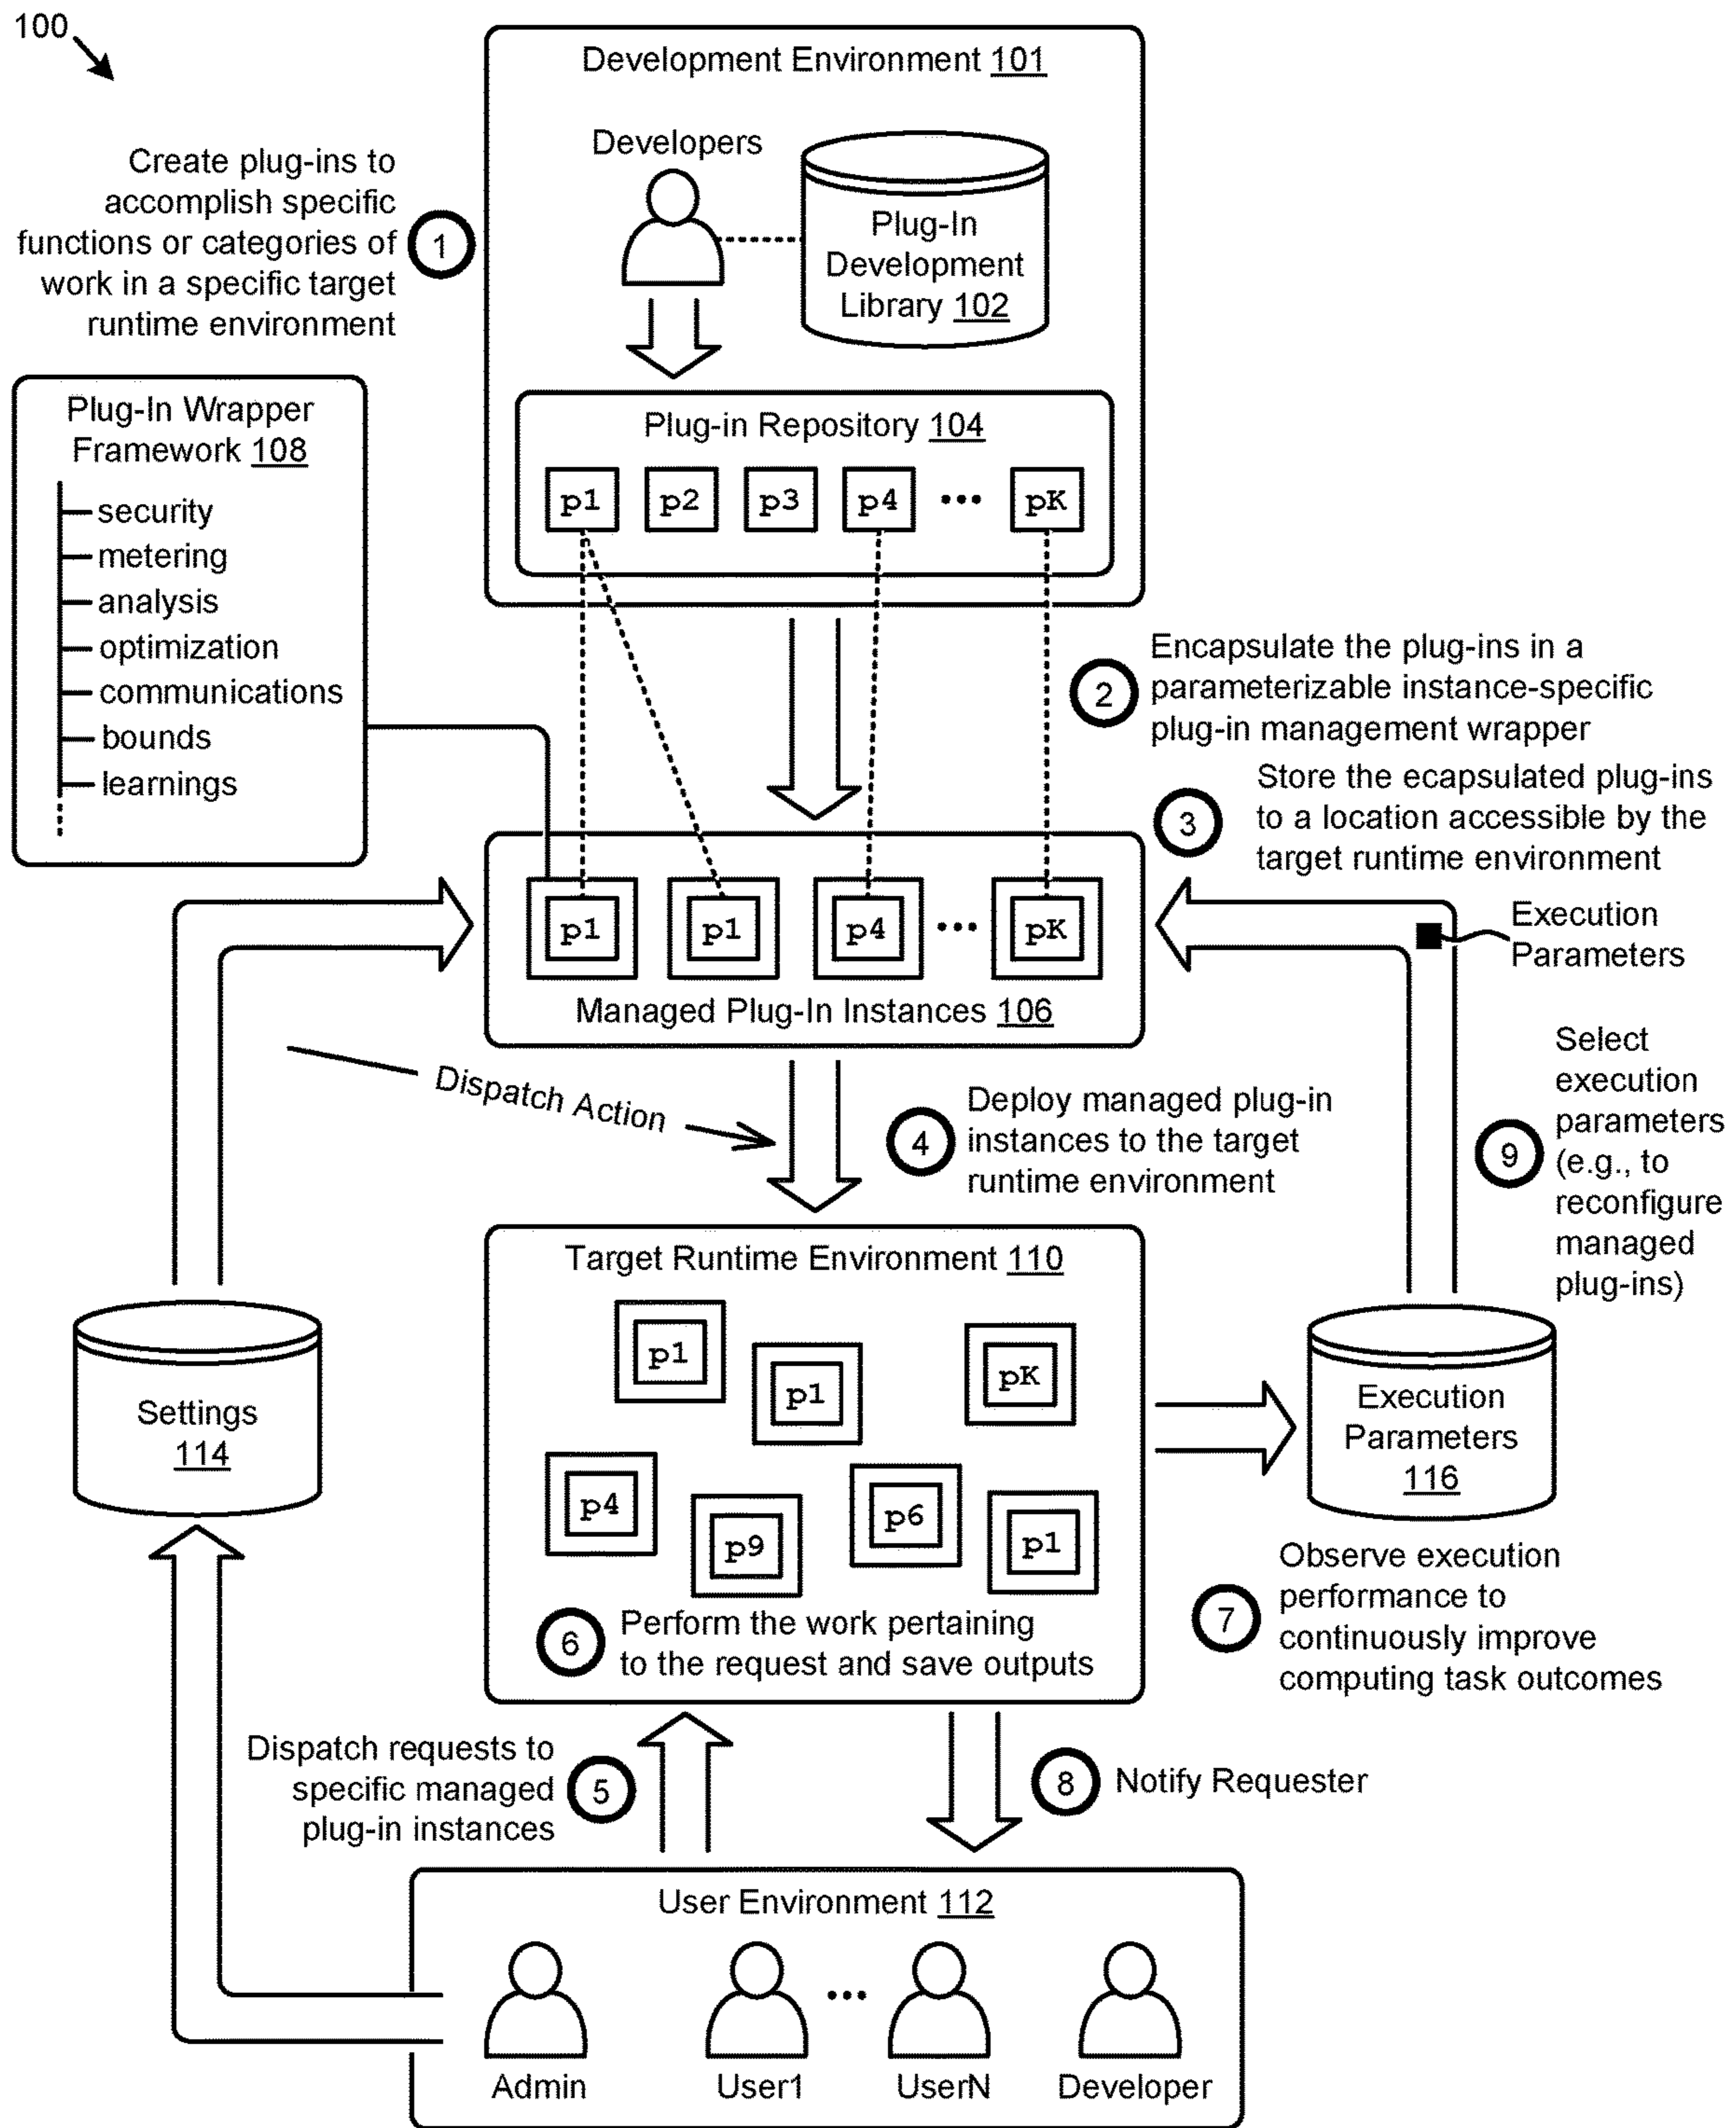 100
Development Environment 101
Developers
Plug-In
Development
Library 102
Create plug-ins to
accomplish specific
functions or categories of
work in a specific target
runtime environment
1
Plug-in Repository 104
p1 p2 p3 p4 ••• pK
Plug-In Wrapper
Framework 108
security
metering
analysis
optimization
communications
bounds
learnings
2
Encapsulate the plug-ins in a
parameterizable instance-specific
plug-in management wrapper
3
Store the ecapsulated plug-ins
to a location accessible by the
target runtime environment
p1 p1 p4 ••• pK
Managed Plug-In Instances 106
Execution
Parameters
Dispatch Action
4
Deploy managed plug-in
instances to the target
runtime environment
9
Select
execution
parameters
(e.g., to
reconfigure
managed
plug-ins)
Target Runtime Environment 110
p1
p1
pK
p4
p9
p6
p1
6
Perform the work pertaining
to the request and save outputs
Settings
114
Execution
Parameters
116
7
Observe execution
performance to
continuously improve
computing task outcomes
Dispatch requests to
specific managed
plug-in instances
5
8
Notify Requester
User Environment 112
•••
Admin User1 UserN Developer